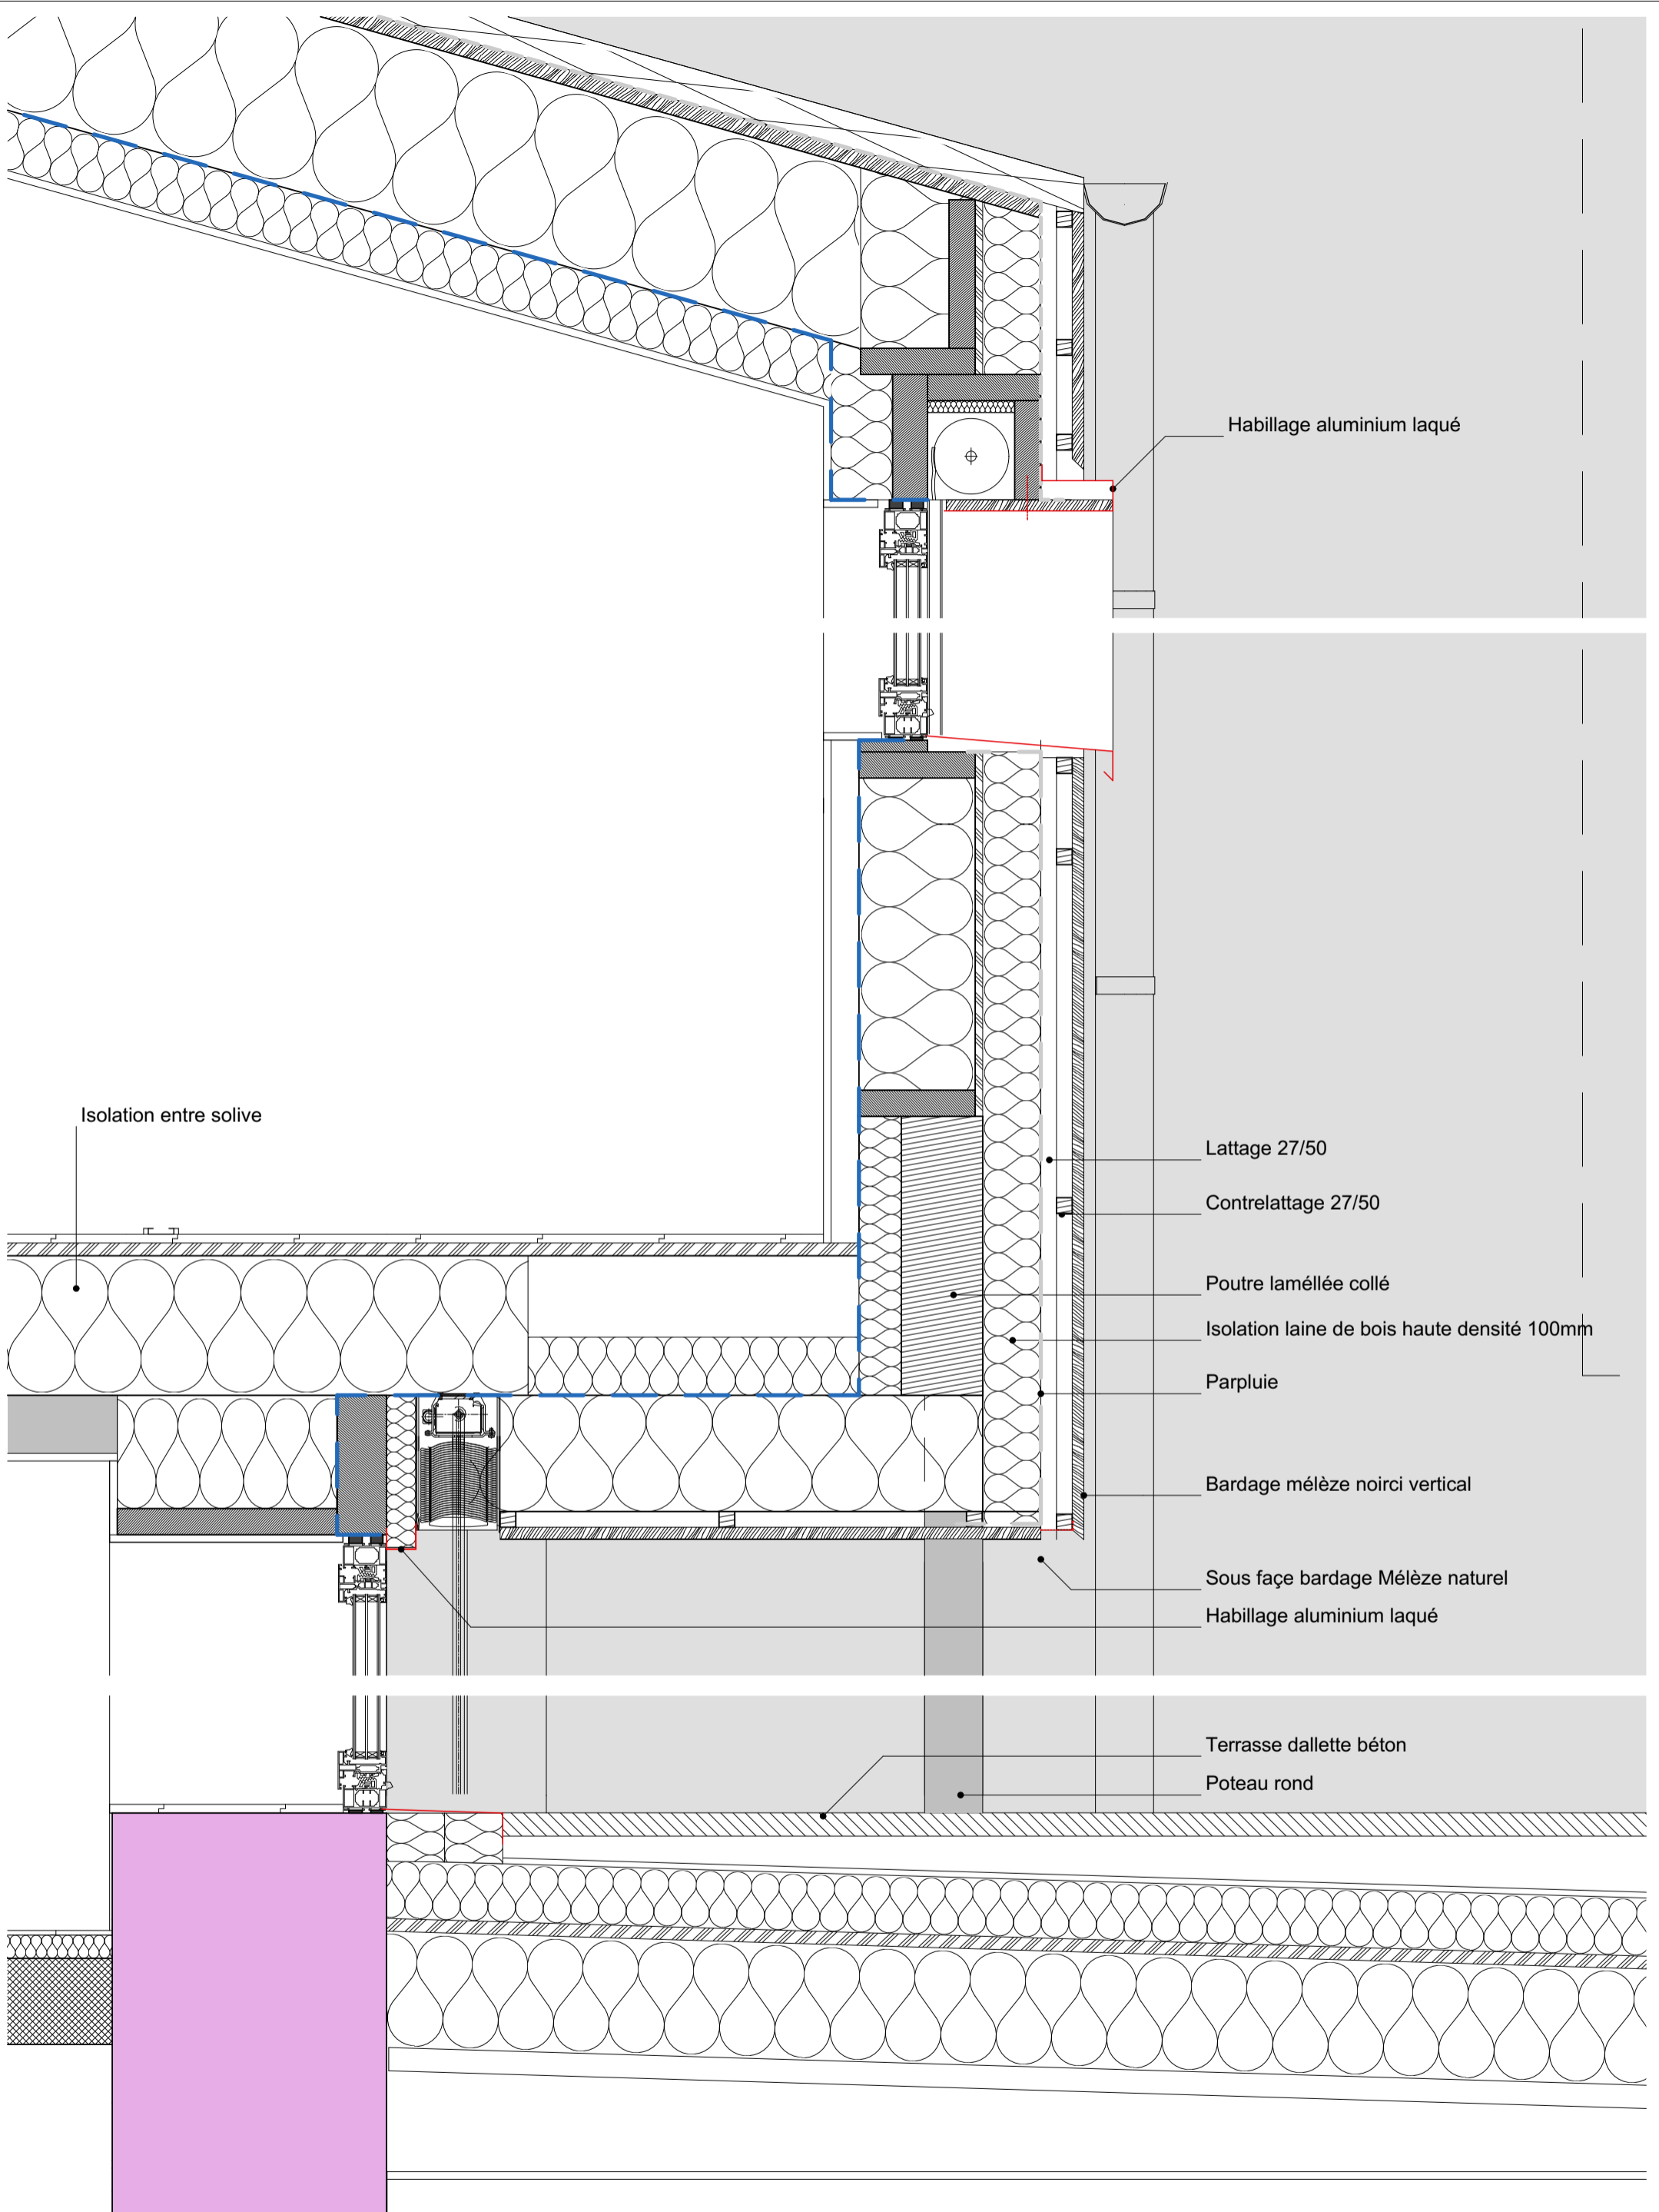 Habillage aluminium laqué
Isolation entre solive
Lattage 27/50
Contrelattage 27/50
Poutre laméllée collé
Isolation laine de bois haute densité 100mm
Parpluie
Bardage mélèze noirci vertical
Sous façe bardage Mélèze naturel
Habillage aluminium laqué
Terrasse dallette béton
Poteau rond